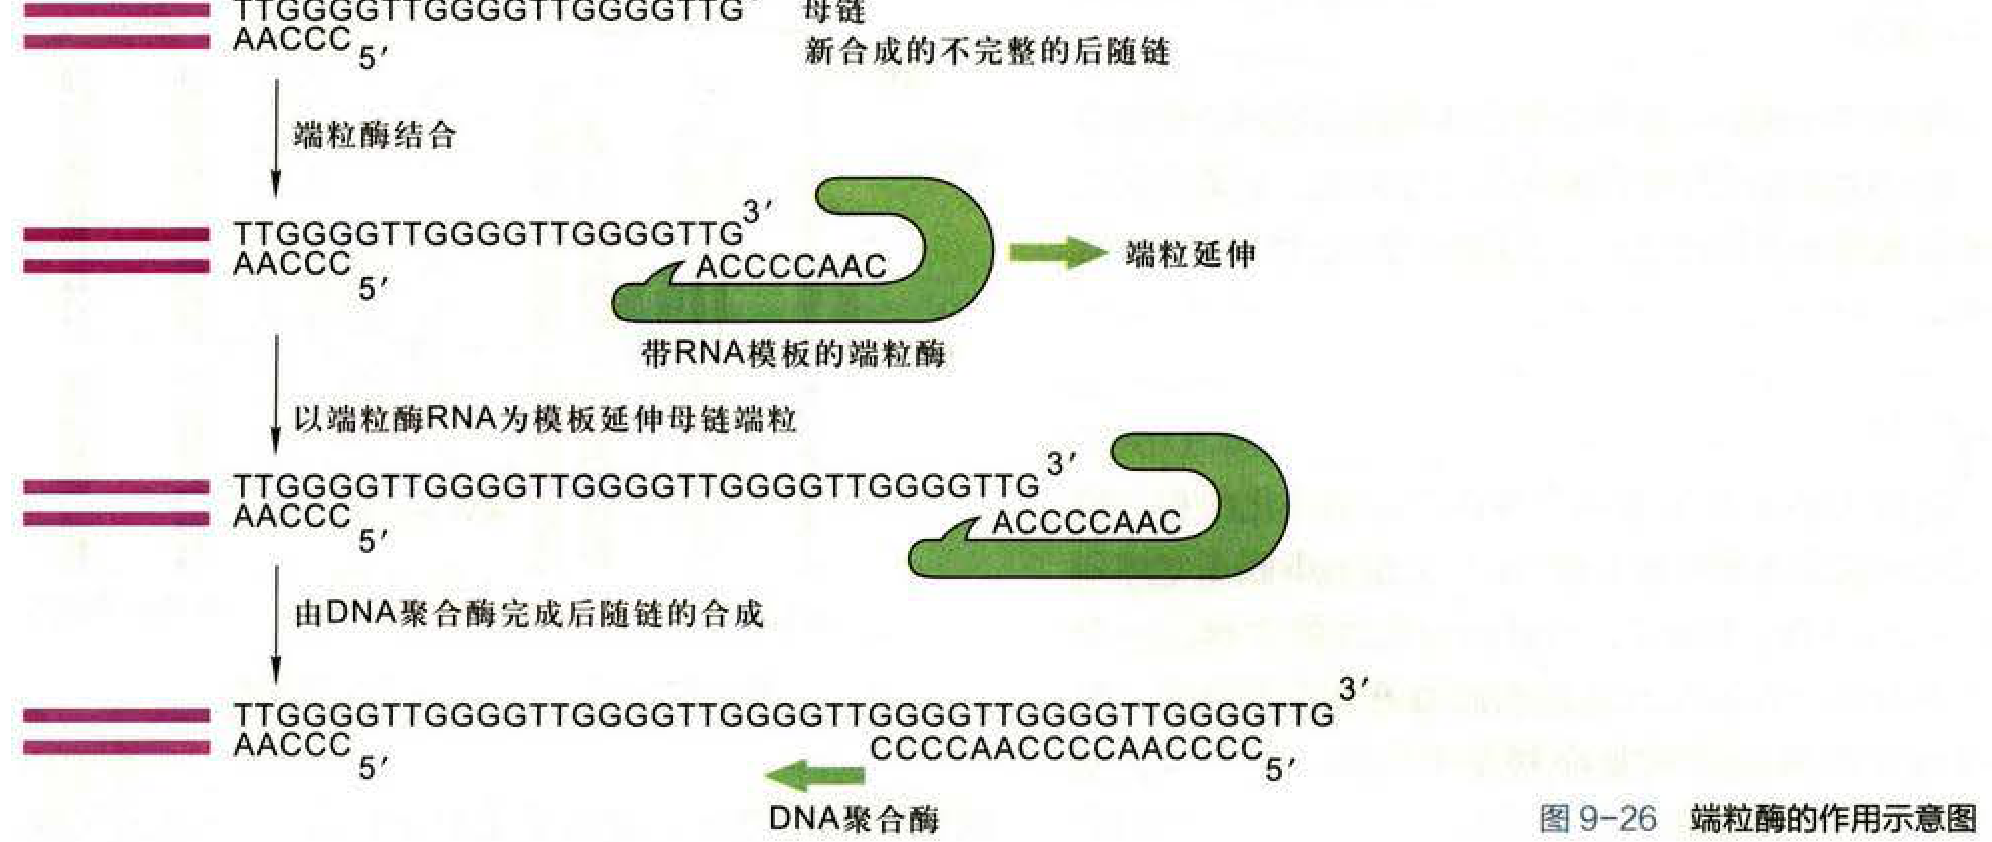 TTGGGGTTGGGGTTGGGGTTG
母链
AACCC 5′
新合成的不完整的后随链
端粒酶结合
TTGGGGTTGGGGTTGGGGTTG 3′
AACCC 5′
ACCCCAAC
端粒延伸
带RNA模板的端粒酶
以端粒酶RNA为模板延伸母链端粒
TTGGGGTTGGGGTTGGGGTTGGGGTTGGGGTTG 3′
AACCC 5′
ACCCCAAC
由DNA聚合酶完成后随链的合成
TTGGGGTTGGGGTTGGGGTTGGGGTTGGGGTTGGGGTTGGGGTTG 3′
AACCC 5′
CCCCAACCCCAACCCC 5′
DNA聚合酶
图 9-26 端粒酶的作用示意图